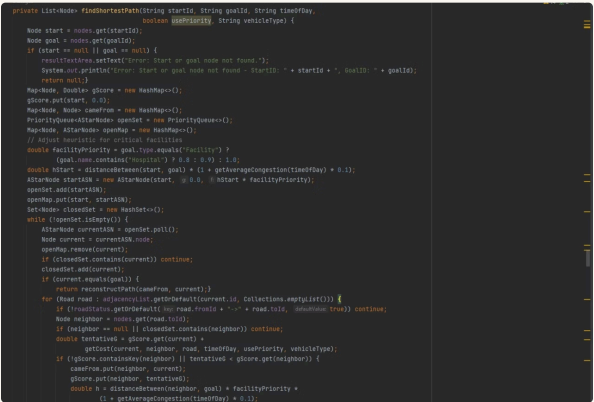 private List<Node> findShortestPath(String startId, String goalId, String timeOfDay,
boolean usePriority, String vehicleType) {
Node start = nodes.get(startId);
Node goal = nodes.get(goalId);
if (start == null || goal == null) {
resultTextArea.setText("Error: Start or goal node not found.");
System.out.println("Error: Start or goal node not found - StartID: " + startId + ", GoalID: " + goalId);
return null;}
Map<Node, Double> gScore = new HashMap<>();
gScore.put(start, 0.0);
Map<Node, Node> cameFrom = new HashMap<>();
PriorityQueue<AStarNode> openSet = new PriorityQueue<>();
Map<Node, AStarNode> openMap = new HashMap<>();
// Adjust heuristic for critical facilities
double facilityPriority = goal.type.equals("Facility") ?
(goal.name.contains("Hospital") ? 0.8 : 0.9) : 1.0;
double hStart = distanceBetween(start, goal) * (1 + getAverageCongestion(timeOfDay) * 0.1);
AStarNode startASN = new AStarNode(start, g: 0.0, h: hStart * facilityPriority);
openSet.add(startASN);
openMap.put(start, startASN);
Set<Node> closedSet = new HashSet<>();
while (!openSet.isEmpty()) {
AStarNode currentASN = openSet.poll();
Node current = currentASN.node;
openMap.remove(current);
if (closedSet.contains(current)) continue;
closedSet.add(current);
if (current.equals(goal)) {
return reconstructPath(cameFrom, current);}
for (Road road : adjacencyList.getOrDefault(current.id, Collections.emptyList())) {
if (!roadStatus.getOrDefault( key: road.fromId + "->" + road.toId, defaultValue: true)) continue;
Node neighbor = nodes.get(road.toId);
if (neighbor == null || closedSet.contains(neighbor)) continue;
double tentativeG = gScore.get(current) +
getCost(current, neighbor, road, timeOfDay, usePriority, vehicleType);
if (!gScore.containsKey(neighbor) || tentativeG < gScore.get(neighbor)) {
cameFrom.put(neighbor, current);
gScore.put(neighbor, tentativeG);
double h = distanceBetween(neighbor, goal) * facilityPriority *
(1 + getAverageCongestion(timeOfDay) * 0.1);